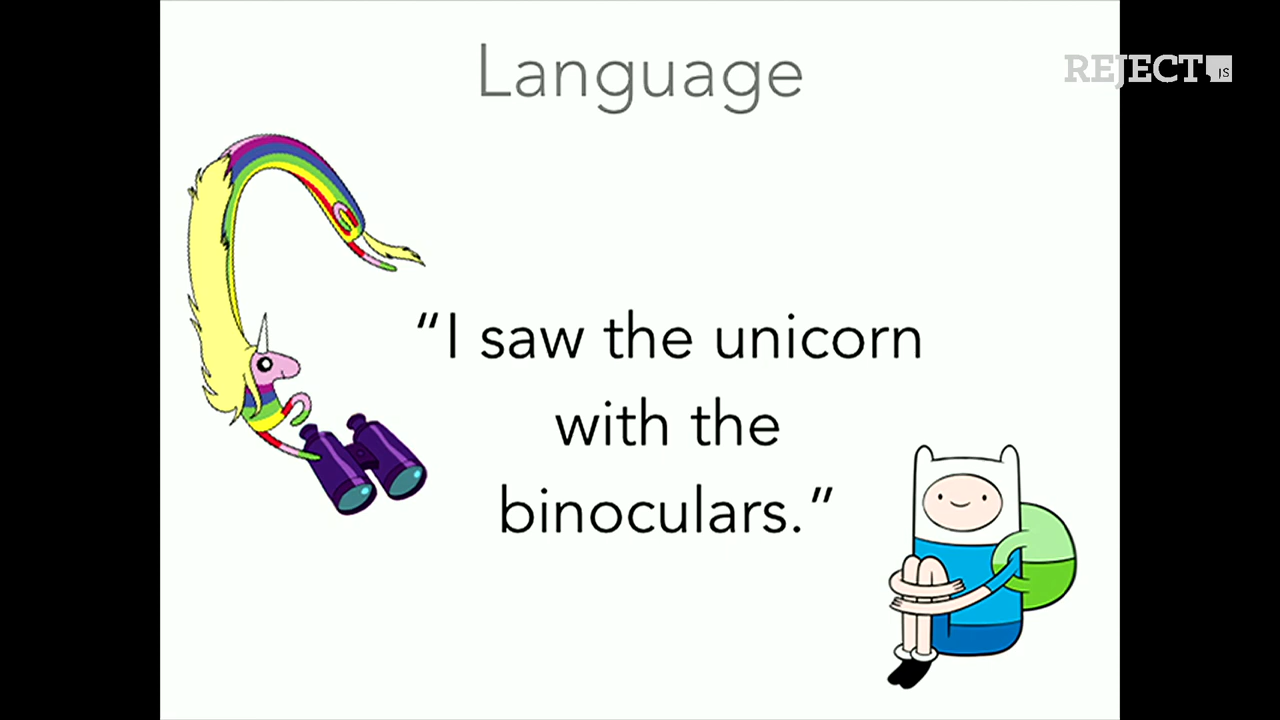 Language
REJECT JS
“I saw the unicorn
with the
binoculars.”